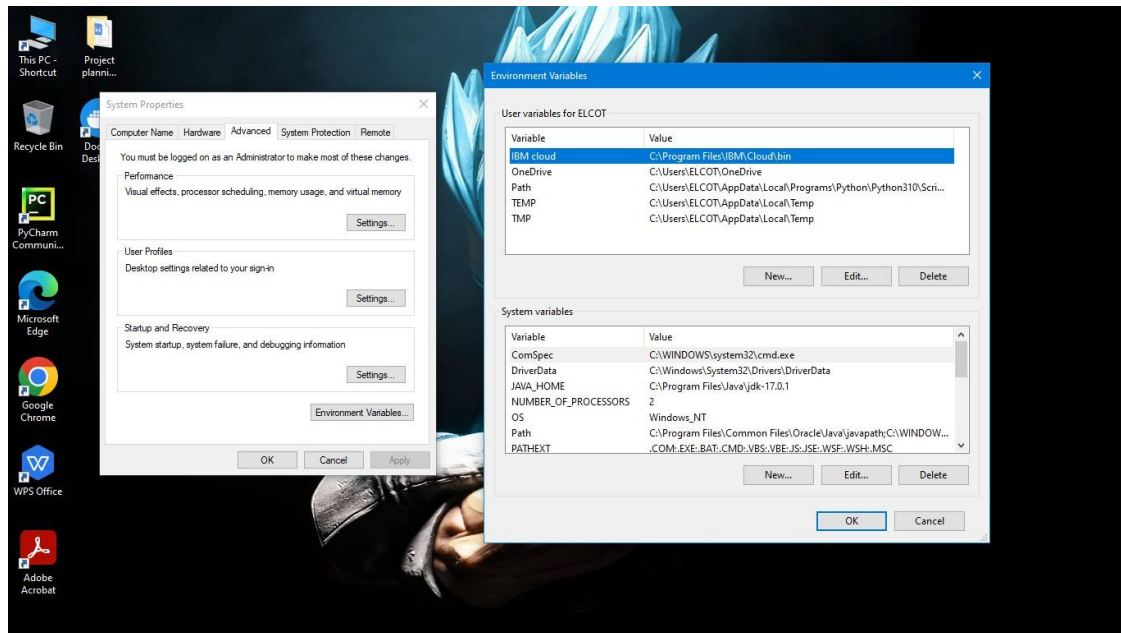 This PC -
Shortcut
Project
planni...
Recycle Bin
PC
PyCharm
Communi...
Microsoft
Edge
Google
Chrome
WPS Office
Adobe
Acrobat
System Properties
Computer Name Hardware Advanced System Protection Remote
You must be logged on as an Administrator to make most of these changes.
Performance
Visual effects, processor scheduling, memory usage, and virtual memory
Settings...
User Profiles
Desktop settings related to your sign-in
Settings...
Startup and Recovery
System startup, system failure, and debugging information
Settings...
Environment Variables...
OK Cancel Apply
Environment Variables
User variables for ELCOT
Variable Value
IBM cloud C:\Program Files\IBM\Cloud\bin
OneDrive C:\Users\ELCOT\OneDrive
Path C:\Users\ELCOT\AppData\Local\Programs\Python\Python310\Scri...
TEMP C:\Users\ELCOT\AppData\Local\Temp
TMP C:\Users\ELCOT\AppData\Local\Temp
New... Edit... Delete
System variables
Variable Value
ComSpec C:\WINDOWS\system32\cmd.exe
DriverData C:\Windows\System32\Drivers\DriverData
JAVA_HOME C:\Program Files\Java\jdk-17.0.1
NUMBER_OF_PROCESSORS 2
OS Windows_NT
Path C:\Program Files\Common Files\Oracle\Java\javapath;C:\WINDOW...
PATHEXT .COM;.EXE;.BAT;.CMD;.VBS;.VBE;.JS;.JSE;.WSF;.WSH;.MSC
New... Edit... Delete
OK Cancel